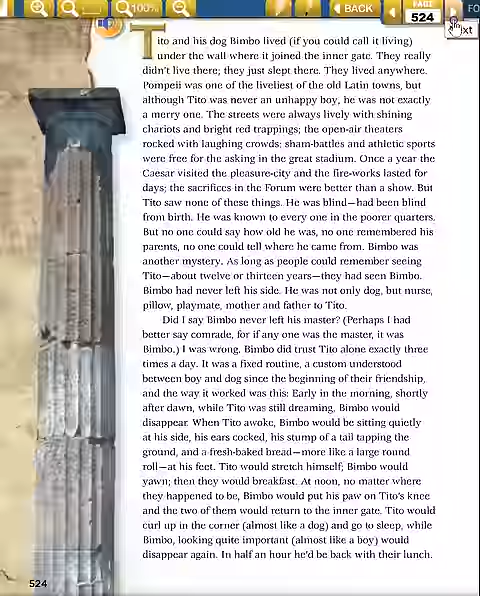 100%
BACK
PAGE
524
FO
Tito and his dog Bimbo lived (if you could call it living)
under the wall where it joined the inner gate. They really
didn't live there; they just slept there. They lived anywhere.
Pompeii was one of the liveliest of the old Latin towns, but
although Tito was never an unhappy boy, he was not exactly
a merry one. The streets were always lively with shining
chariots and bright red trappings; the open-air theaters
rocked with laughing crowds; sham-battles and athletic sports
were free for the asking in the great stadium. Once a year the
Caesar visited the pleasure-city and the fire-works lasted for
days; the sacrifices in the Forum were better than a show. But
Tito saw none of these things. He was blind—had been blind
from birth. He was known to every one in the poorer quarters.
But no one could say how old he was, no one remembered his
parents, no one could tell where he came from. Bimbo was
another mystery. As long as people could remember seeing
Tito—about twelve or thirteen years—they had seen Bimbo.
Bimbo had never left his side. He was not only dog, but nurse,
pillow, playmate, mother and father to Tito.
Did I say Bimbo never left his master? (Perhaps I had
better say comrade, for if any one was the master, it was
Bimbo.) I was wrong. Bimbo did trust Tito alone exactly three
times a day. It was a fixed routine, a custom understood
between boy and dog since the beginning of their friendship,
and the way it worked was this: Early in the morning, shortly
after dawn, while Tito was still dreaming, Bimbo would
disappear. When Tito awoke, Bimbo would be sitting quietly
at his side, his ears cocked, his stump of a tail tapping the
ground, and a fresh-baked bread—more like a large round
roll—at his feet. Tito would stretch himself; Bimbo would
yawn; then they would breakfast. At noon, no matter where
they happened to be, Bimbo would put his paw on Tito's knee
and the two of them would return to the inner gate. Tito would
curl up in the corner (almost like a dog) and go to sleep, while
Bimbo, looking quite important (almost like a boy) would
disappear again. In half an hour he'd be back with their lunch.
524